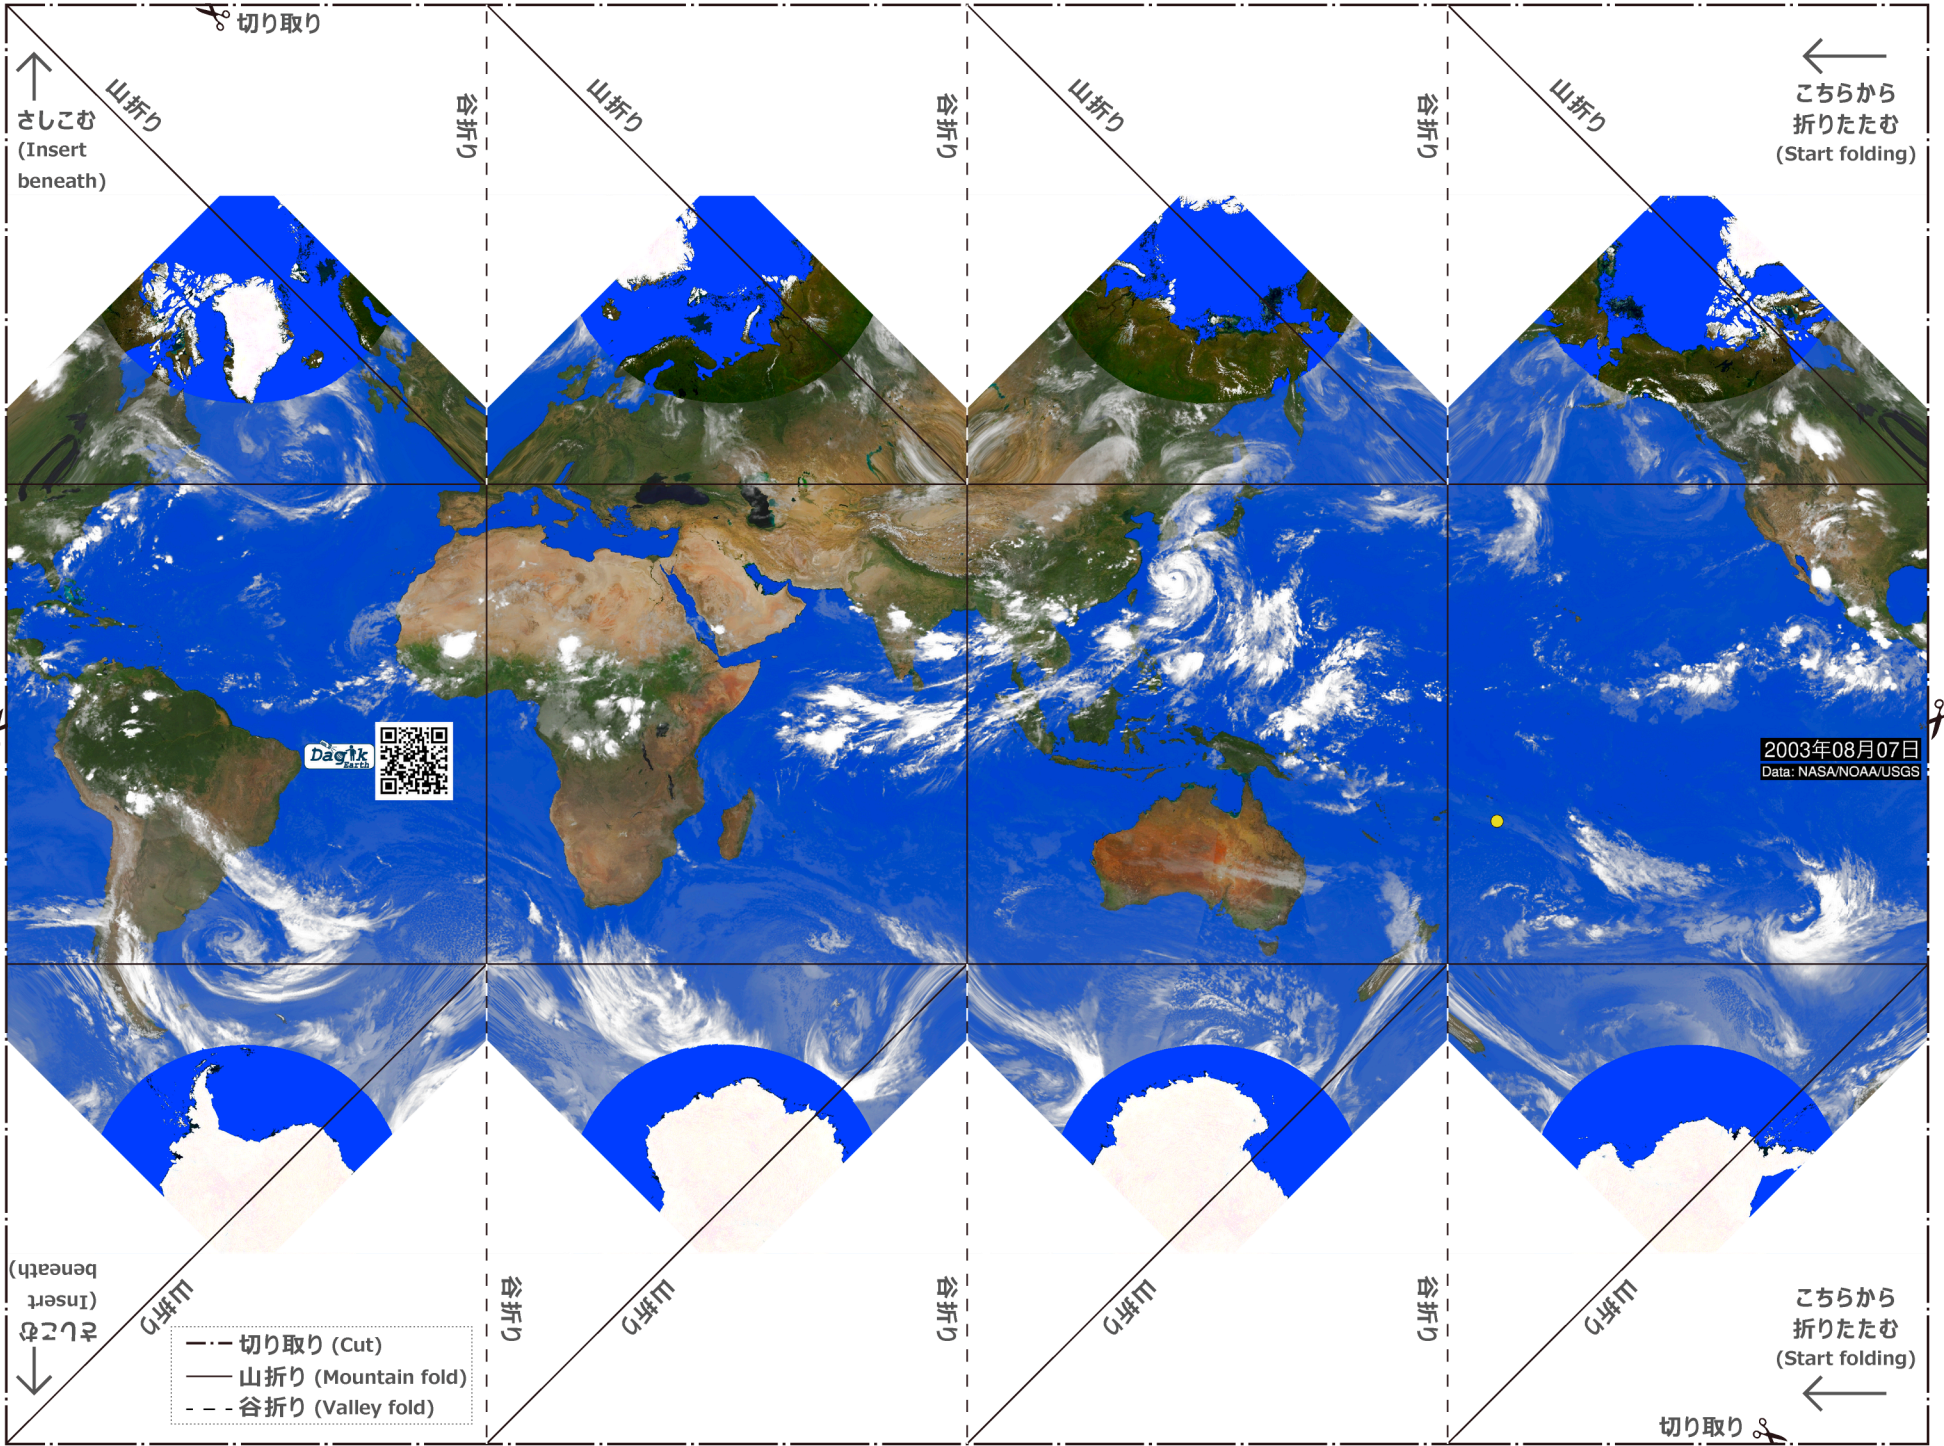 切り取り
山折り
谷折り
山折り
谷折り
山折り
谷折り
山折り
さしこむ
(Insert
beneath)
こちらから
折りたたむ
(Start folding)
Dagik
Earth
2003年08月07日
Data: NASA/NOAA/USGS
さしこむ
(Insert
beneath)
山折り
谷折り
山折り
谷折り
山折り
谷折り
山折り
こちらから
折りたたむ
(Start folding)
切り取り (Cut)
山折り (Mountain fold)
谷折り (Valley fold)
切り取り